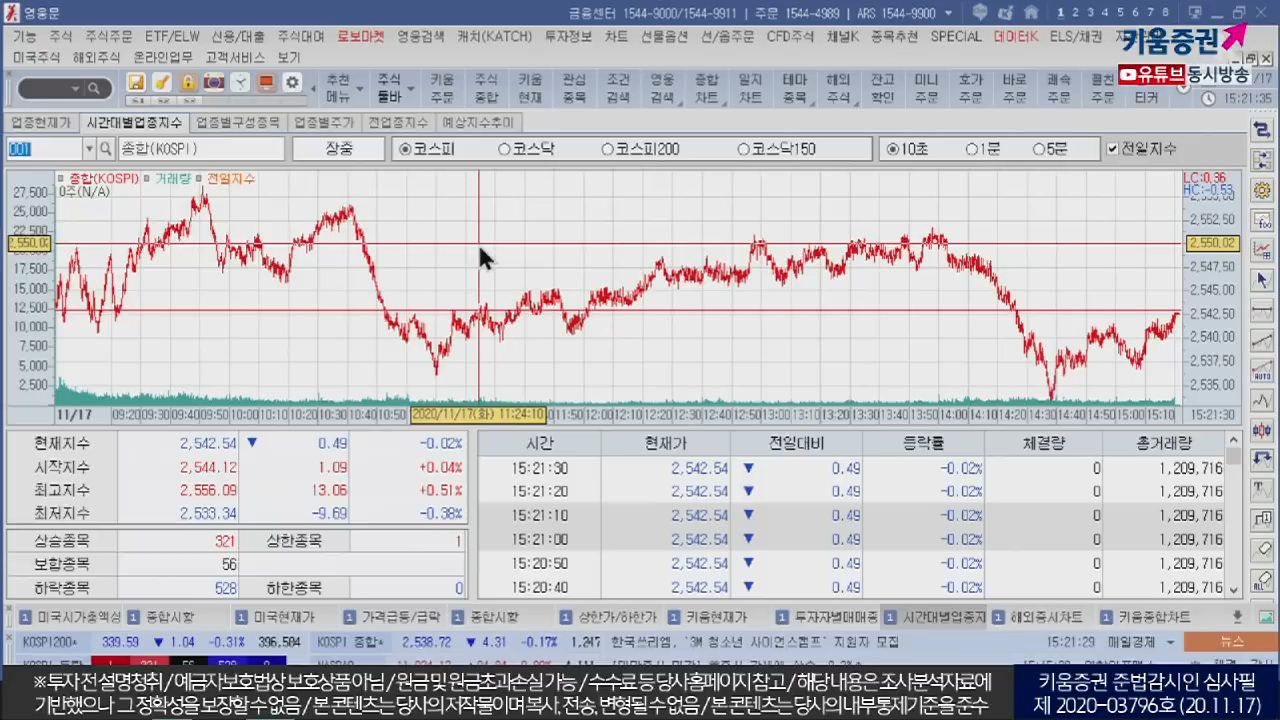 영웅문
금융센터 1544-9000/1544-9911 | 주문 1544-4989 | ARS 1544-9900
1 2 3 4 5 6 7 8
기능 주식 주식주문 ETF/ELW 신용/대출 주식대여 로보마켓 영웅검색 캐치(KATCH) 투자정보 차트 선물옵션 선/옵주문 CFD주식 채널K 종목추천 SPECIAL 데이터K ELS/채권
키움증권
미국주식 해외주식 온라인업무 고객서비스 보기
유튜브 동시방송
추천 주식 키움 주식 키움 관심 조건 영웅 종합 일지 테마 해외 잔고 미니 호가 바로 쾌속
메뉴 둘바 주문 종합 현재 종목 검색 검색 차트 차트 종목 주식 확인 주문 주문 주문 주문 주문 티커
S1 S2 S3 S4
15:21:35
업종현재가 시간대별업종지수 업종별구성종목 업종별주가 전업종지수 예상지수추이
001 종합(KOSPI) 장중 코스피 코스닥 코스피200 코스닥150 10초 1분 5분 전일지수
종합(KOSPI) 거래량 전일지수
0주(N/A)
LC:0.36
HC:-0.53
27,500
25,000 2,552.50
22,500
2,550.02 2,550.02
17,500 2,547.50
15,000 2,545.00
12,500 2,542.50
10,000 2,540.00
7,500 2,537.50
5,000 2,535.00
2,500
11/17 09:20 09:30 09:40 09:50 10:00 10:10 10:20 10:30 10:40 10:50 2020/11/17(화) 11:24:10 11:50 12:00 12:10 12:20 12:30 12:40 12:50 13:00 13:10 13:20 13:30 13:40 13:50 14:00 14:10 14:20 14:30 14:40 14:50 15:00 15:10 15:21:30
현재지수 2,542.54 ▼ 0.49 -0.02%
시작지수 2,544.12 1.09 +0.04%
최고지수 2,556.09 13.06 +0.51%
최저지수 2,533.34 -9.69 -0.38%
상승종목 321 상한종목 1
보합종목 56
하락종목 528 하한종목 0
시간 현재가 전일대비 등락률 체결량 총거래량
15:21:30 2,542.54 ▼ 0.49 -0.02% 0 1,209,716
15:21:20 2,542.54 ▼ 0.49 -0.02% 0 1,209,716
15:21:10 2,542.54 ▼ 0.49 -0.02% 0 1,209,716
15:21:00 2,542.54 ▼ 0.49 -0.02% 0 1,209,716
15:20:50 2,542.54 ▼ 0.49 -0.02% 0 1,209,716
15:20:40 2,542.54 ▼ 0.49 -0.02% 0 1,209,716
1 미국시가총액상 1 종합시황 1 미국현재가 1 가격급등/급락 1 종합시황 1 상한가/하한가 1 키움현재가 1 투자자별매매종 1 시간대별업종지 1 해외증시차트 1 키움종합차트
KOSPI200* 339.59 ▼ 1.04 -0.31% 396,504 KOSPI 종합* 2,538.72 ▼ 4.31 -0.17% 1,247 한국쓰리엠, '3M 청소년 사이언스캠프' 지원자 모집 15:21:29 매일경제 뉴스
※ 투자 전 설명청취 / 예금자보호법상 보호상품 아님 / 원금 및 원금초과손실 가능 / 수수료 등 당사홈페이지 참고 / 해당 내용은 조사분석자료에
기반했으나 그 정확성을 보장할 수 없음 / 본 콘텐츠는 당사의 저작물이며 복사, 전송, 변형될 수 없음 / 본 콘텐츠는 당사의 내부통제기준을 준수
키움증권 준법감시인 심사필
제 2020-03796호 (20.11.17)